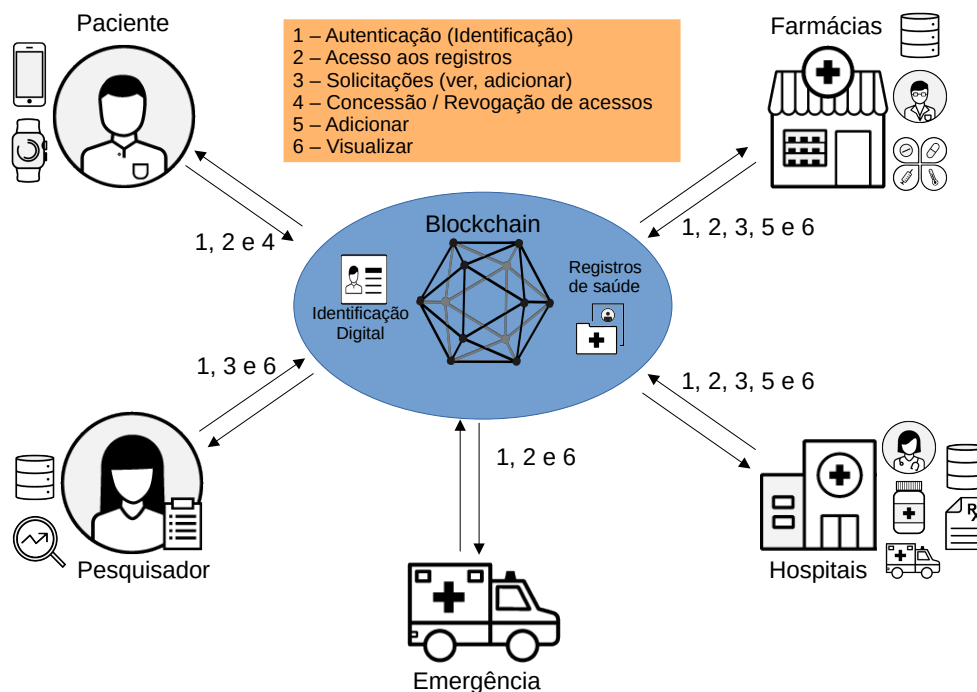 Paciente
1 – Autenticação (Identificação)
2 – Acesso aos registros
3 – Solicitações (ver, adicionar)
4 – Concessão / Revogação de acessos
5 – Adicionar
6 – Visualizar
Farmácias
1, 2 e 4
1, 2, 3, 5 e 6
Blockchain
Identificação
Digital
Registros
de saúde
1, 3 e 6
1, 2, 3, 5 e 6
1, 2 e 6
Pesquisador
Emergência
Hospitais
R